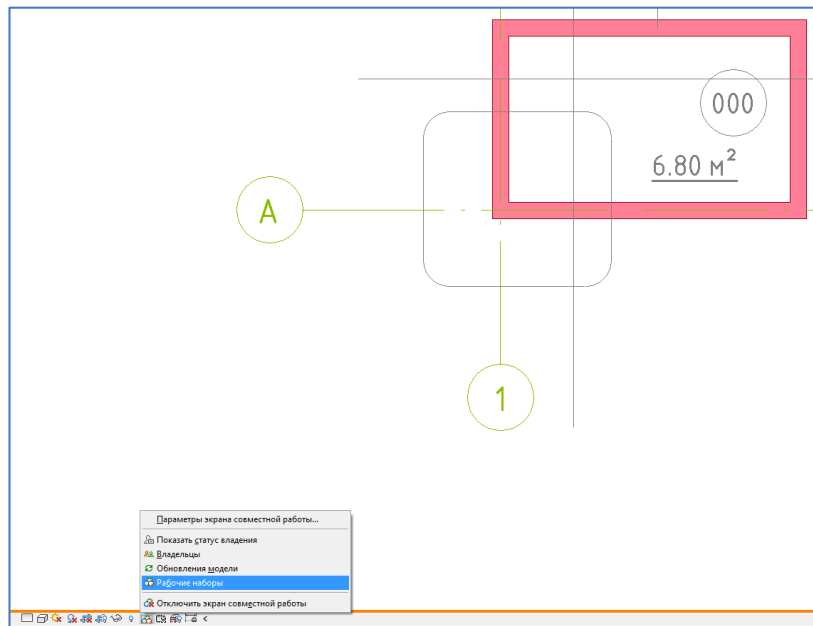 000
6.80 м²
А
1
Параметры экрана совместной работы...
Показать статус владения
Владельцы
Обновления модели
Рабочие наборы
Отключить экран совместной работы